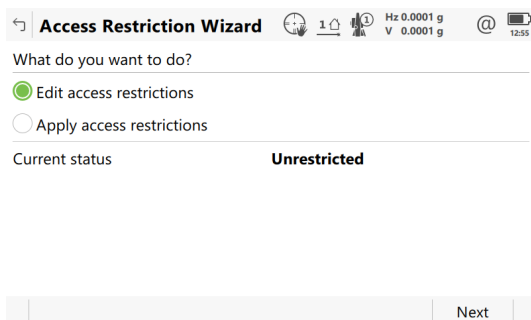 Access Restriction Wizard
1
1
Hz 0.0001 g
V 0.0001 g
@
12:55
What do you want to do?
Edit access restrictions
Apply access restrictions
Current status Unrestricted
Next